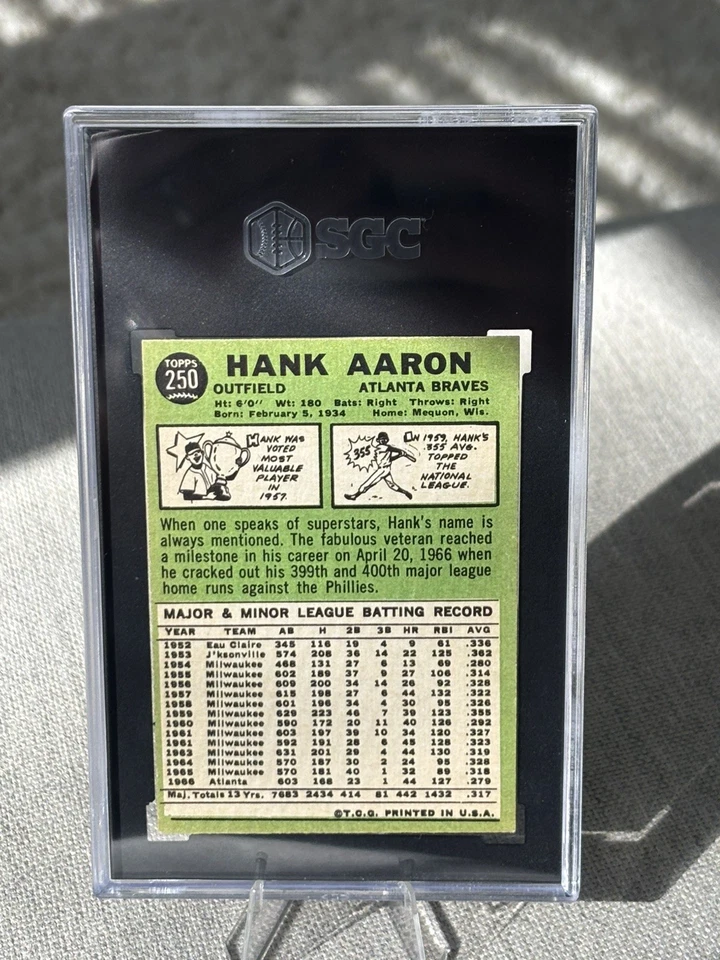 SGC
TOPPS
250
HANK AARON
OUTFIELD ATLANTA BRAVES
Ht: 6'0" Wt: 180 Bats: Right Throws: Right
Born: February 5, 1934 Home: Mequon, Wis.
HANK WAS
VOTED
MOST
VALUABLE
PLAYER
IN
1957.
355
IN 1959, HANK'S
.355 AVG.
TOPPED
THE
NATIONAL
LEAGUE.
When one speaks of superstars, Hank's name is
always mentioned. The fabulous veteran reached
a milestone in his career on April 20, 1966 when
he cracked out his 399th and 400th major league
home runs against the Phillies.
MAJOR & MINOR LEAGUE BATTING RECORD
YEAR TEAM AB H 2B 3B HR RBI AVG
1952 Eau Claire 345 116 19 4 9 61 .336
1953 J'ksonville 574 208 36 14 22 125 .362
1954 Milwaukee 468 131 27 6 13 69 .280
1955 Milwaukee 602 189 37 9 27 106 .314
1956 Milwaukee 609 200 34 14 26 92 .328
1957 Milwaukee 615 198 27 6 44 132 .322
1958 Milwaukee 601 196 34 4 30 95 .326
1959 Milwaukee 629 223 46 7 39 123 .355
1960 Milwaukee 590 172 20 11 40 126 .292
1961 Milwaukee 603 197 39 10 34 120 .327
1961 Milwaukee 592 191 28 6 45 128 .323
1963 Milwaukee 631 201 29 4 44 130 .319
1964 Milwaukee 570 187 30 2 24 95 .328
1965 Milwaukee 570 181 40 1 32 89 .318
1966 Atlanta 603 168 23 1 44 127 .279
Maj. Totals 13 Yrs. 7683 2434 414 81 442 1432 .317
©T.C.G. PRINTED IN U.S.A.